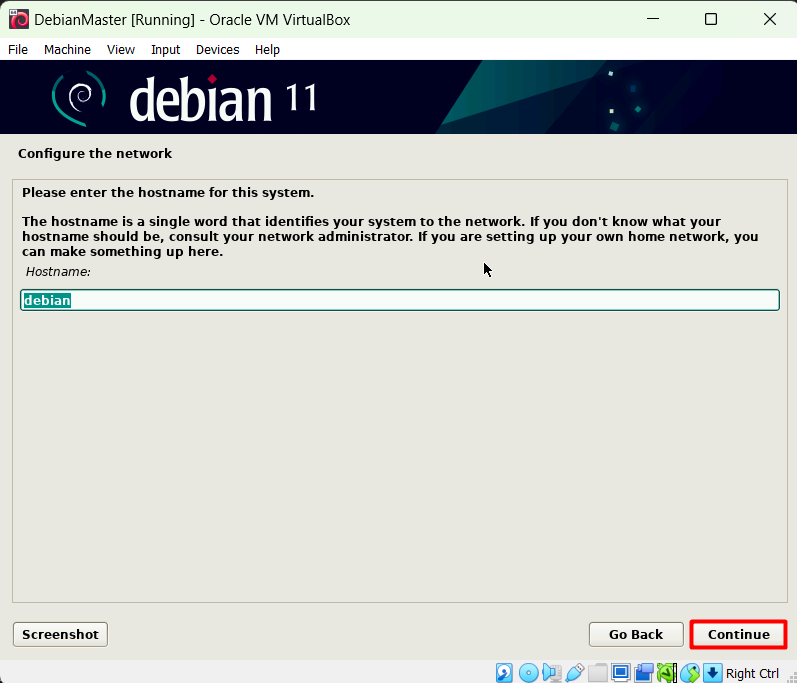 DebianMaster [Running] - Oracle VM VirtualBox
File Machine View Input Devices Help
debian 11
Configure the network
Please enter the hostname for this system.
The hostname is a single word that identifies your system to the network. If you don't know what your
hostname should be, consult your network administrator. If you are setting up your own home network, you
can make something up here.
Hostname:
debian
Screenshot Go Back Continue
Right Ctrl